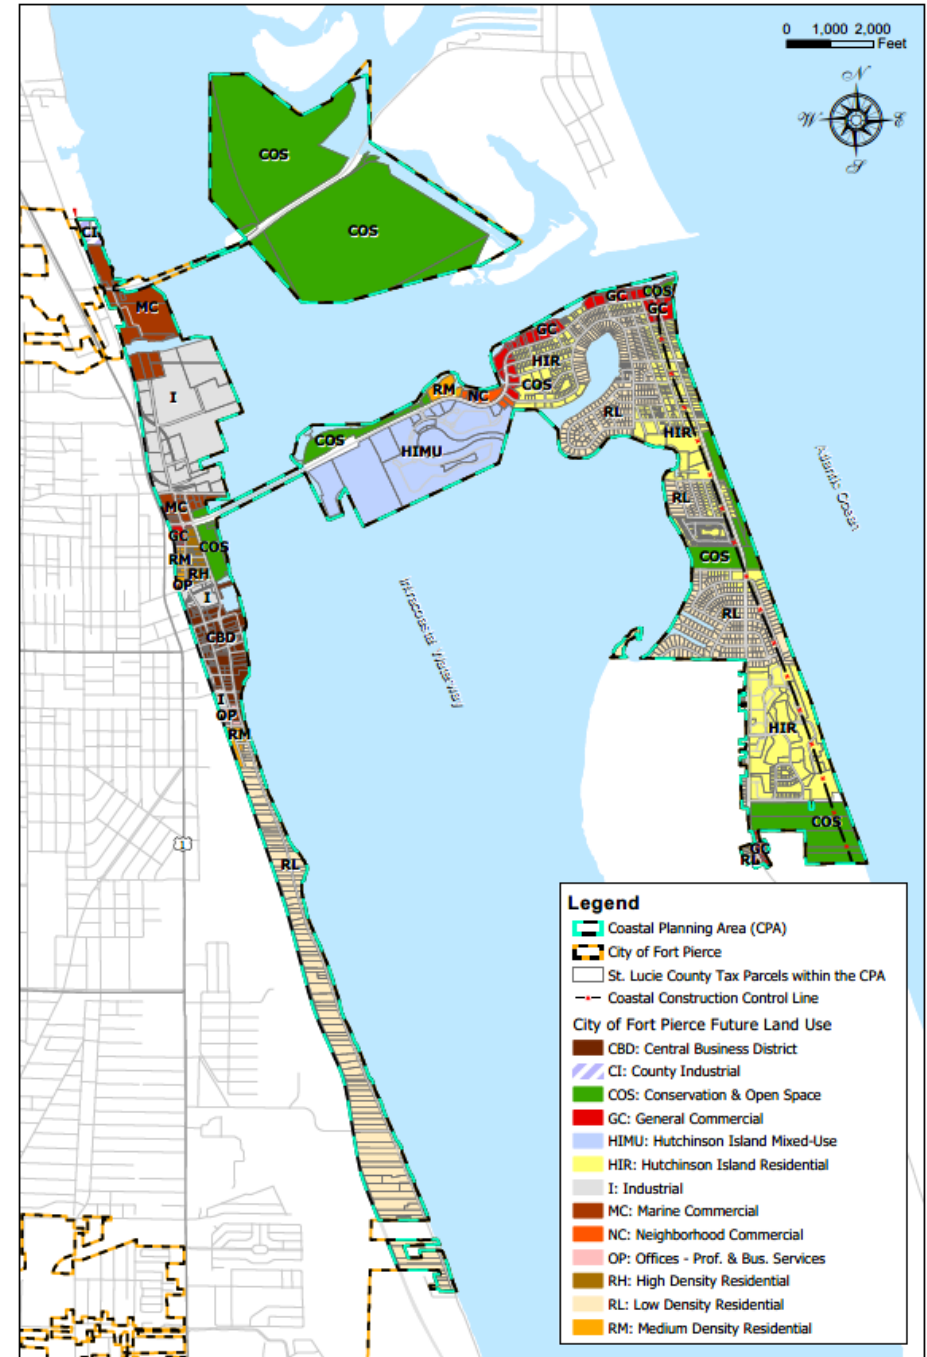 0 1,000 2,000
Feet
N
W E
S
COS
COS
CI
MC
I
MC
GC
COS
RM
RH
OP
I
CBD
I
OP
RM
RL
1
COS
RM
NC
HIMU
GC
GC
COS
GC
HIR
COS
RL
HIR
RL
COS
RL
HIR
COS
GC
RL
Atlantic Ocean
Intracoastal Waterway
Legend
Coastal Planning Area (CPA)
City of Fort Pierce
St. Lucie County Tax Parcels within the CPA
Coastal Construction Control Line
City of Fort Pierce Future Land Use
CBD: Central Business District
CI: County Industrial
COS: Conservation & Open Space
GC: General Commercial
HIMU: Hutchinson Island Mixed-Use
HIR: Hutchinson Island Residential
I: Industrial
MC: Marine Commercial
NC: Neighborhood Commercial
OP: Offices - Prof. & Bus. Services
RH: High Density Residential
RL: Low Density Residential
RM: Medium Density Residential